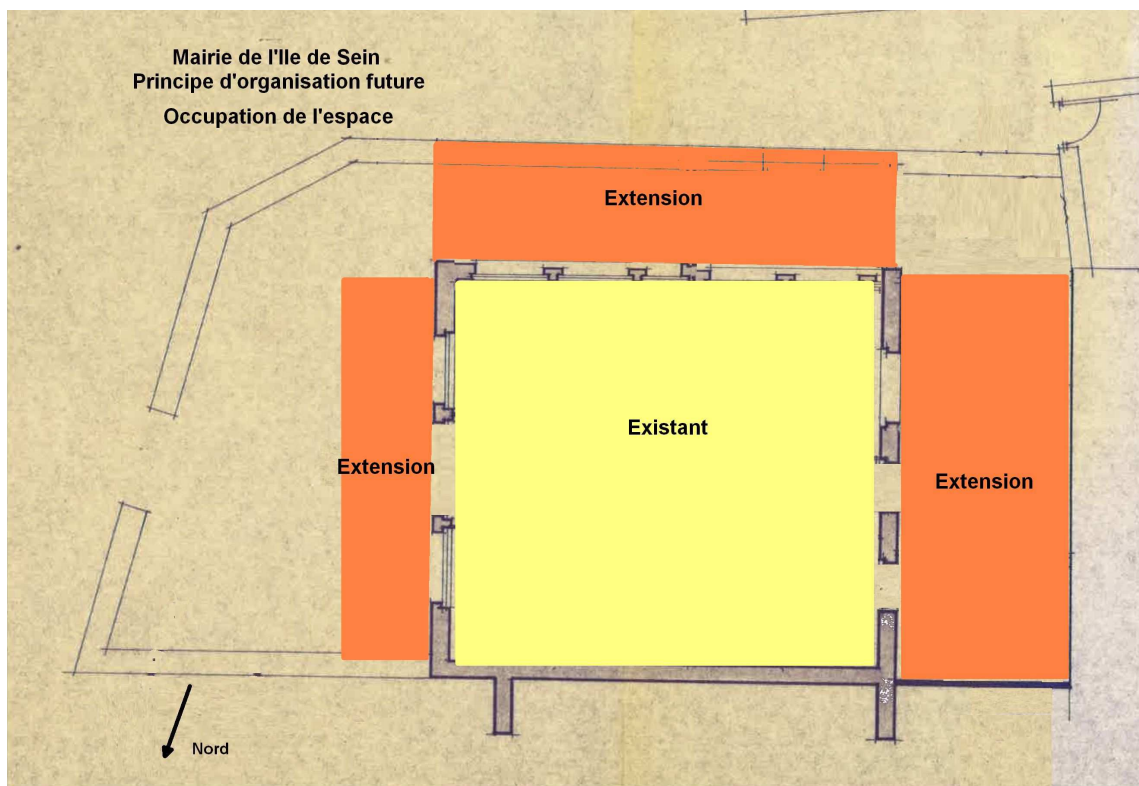 Mairie de l'Ile de Sein
Principe d'organisation future
Occupation de l'espace
Extension
Existant
Extension
Extension
Nord